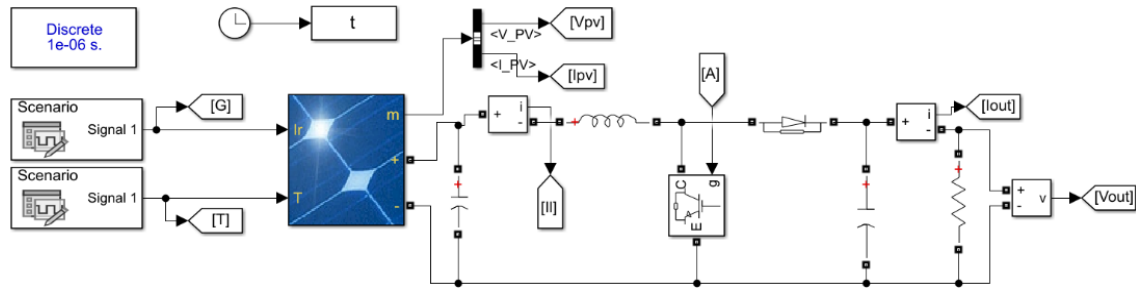 Discrete
1e-06 s.
t
<V_PV>
[Vpv]
<I_PV>
[Ipv]
[A]
Scenario
Signal 1
[G]
Ir
m
+
i
-
+
+
i
-
[Iout]
Scenario
Signal 1
[T]
T
+
-
+
[Il]
C
g
E
+
+
+
-
v
[Vout]